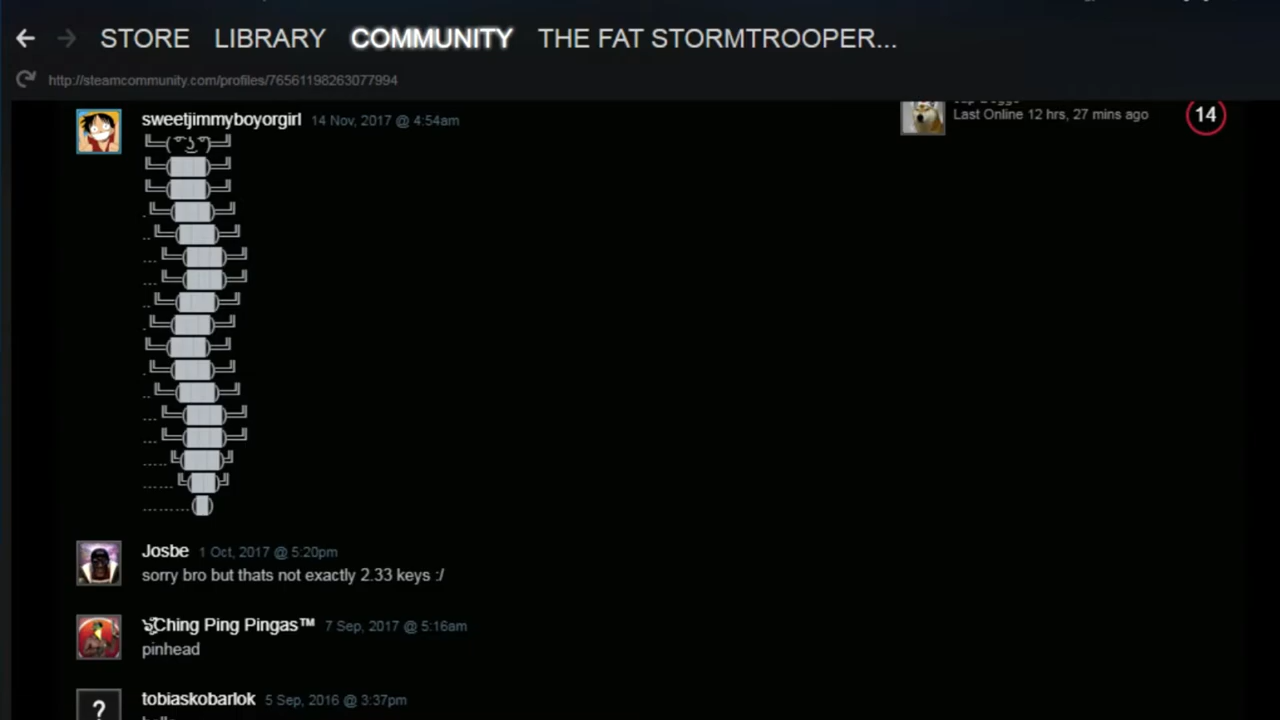 STORE LIBRARY COMMUNITY THE FAT STORMTROOPER...
http://steamcommunity.com/profiles/76561198263077994
sweetjimmyboyorgirl 14 Nov, 2017 @ 4:54am
Last Online 12 hrs, 27 mins ago 14
╚═( ͡° ͜ʖ ͡°)═╝
╚═(███)═╝
╚═(███)═╝
.╚═(███)═╝
..╚═(███)═╝
...╚═(███)═╝
...╚═(███)═╝
..╚═(███)═╝
.╚═(███)═╝
╚═(███)═╝
.╚═(███)═╝
..╚═(███)═╝
...╚═(███)═╝
...╚═(███)═╝
.....╚(███)╝
......╚(██)╝
.........(█)
Josbe 1 Oct, 2017 @ 5:20pm
sorry bro but thats not exactly 2.33 keys :/
Ching Ping Pingas™ 7 Sep, 2017 @ 5:16am
pinhead
tobiaskobarlok 5 Sep, 2016 @ 3:37pm
?